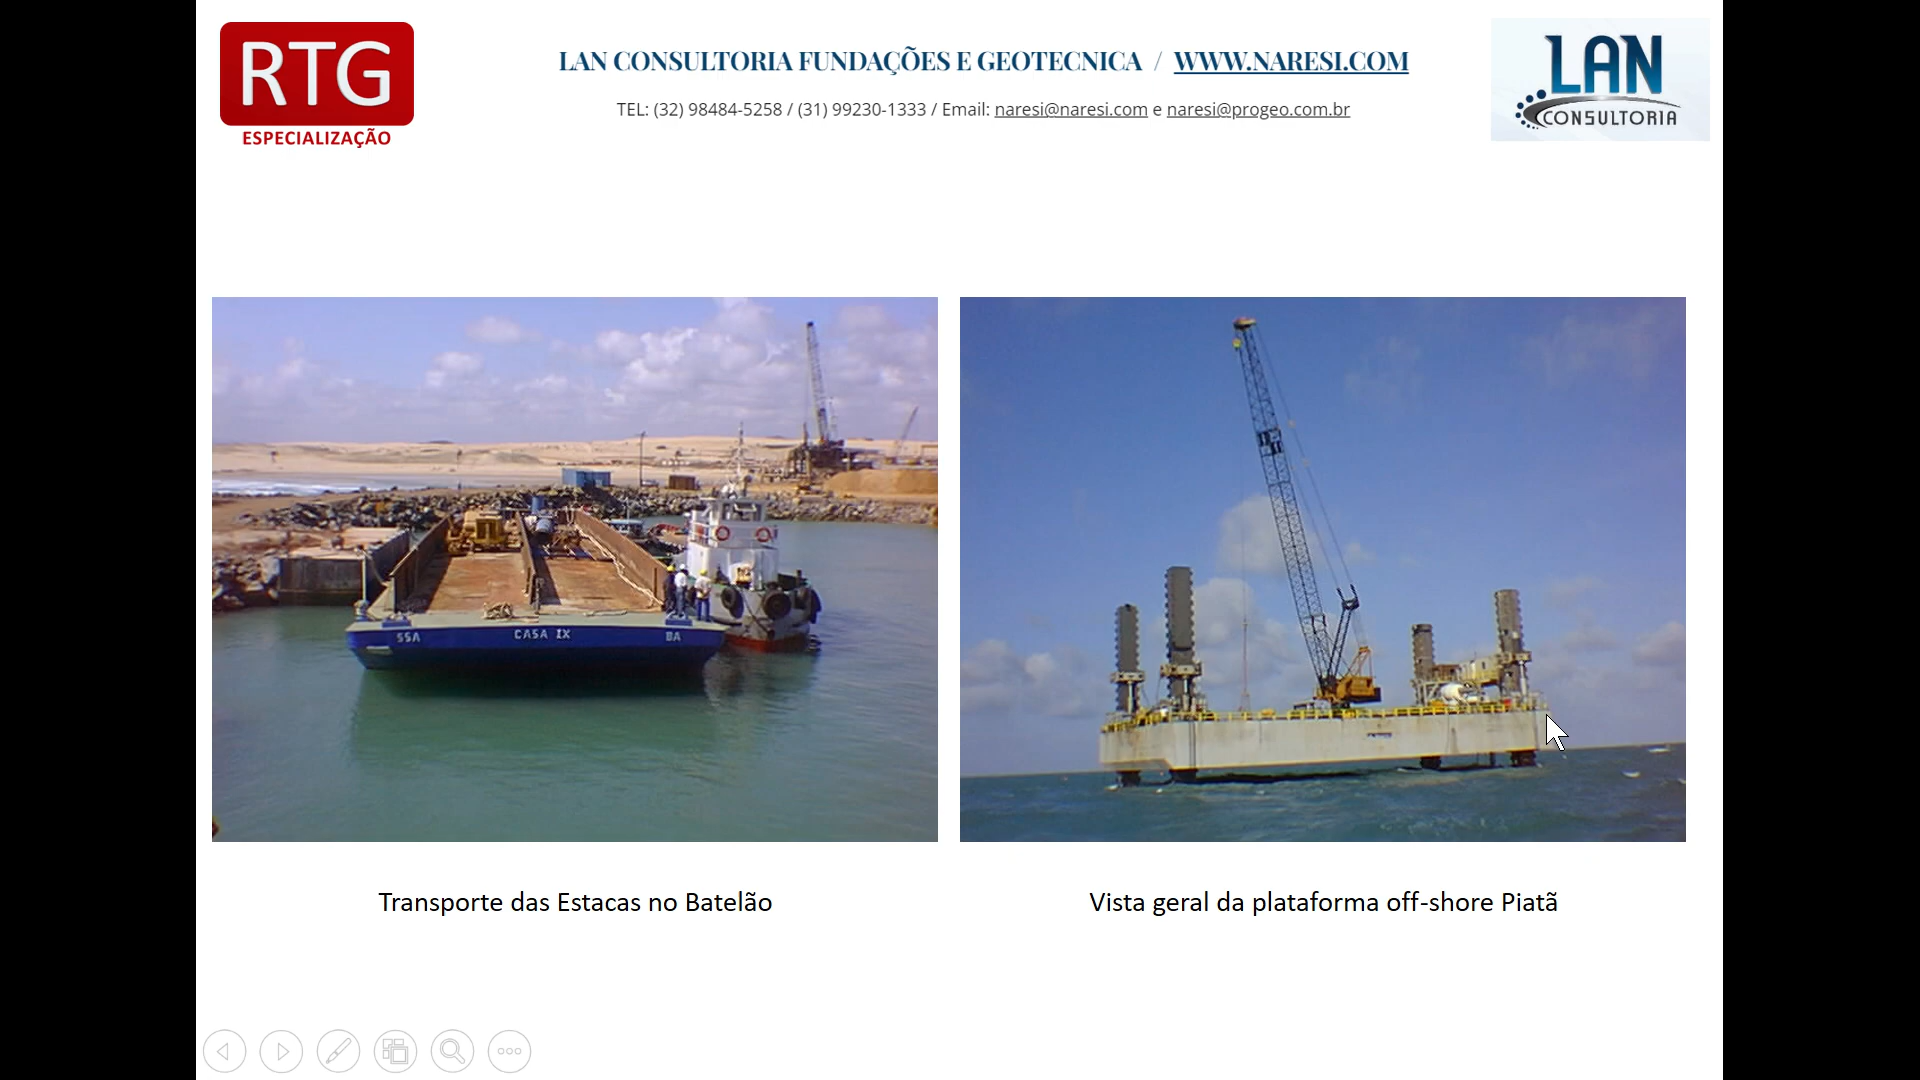 RTG
ESPECIALIZAÇÃO
LAN CONSULTORIA FUNDAÇÕES E GEOTECNICA / WWW.NARESI.COM
TEL: (32) 98484-5258 / (31) 99230-1333 / Email: naresi@naresi.com e naresi@progeo.com.br
LAN
CONSULTORIA
SSA CASA IX BA
Transporte das Estacas no Batelão
Vista geral da plataforma off-shore Piatã